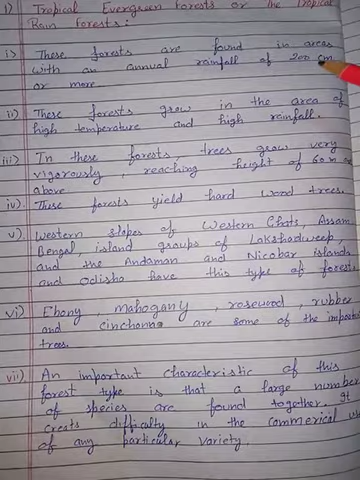 1) Tropical Evergreen Forests or the Tropical
Rain Forests:
i) These forests are found in areas
with an annual rainfall of 200 cm
or more
ii) These forests grow in the area of
high temperature and high rainfall.
iii) In these forests, trees grow very
vigorously, reaching height of 60 m
above
iv) These forests yield hard wood trees.
v) Western slopes of Western Ghats, Assam
Bengal, island groups of Lakshadweep,
and the Andaman and Nicobar islands
and Odisha have this type of forest
vi) Ebony, mahogany, rosewood, rubber
and cinchona are some of the
trees.
vii) An important characteristic of this
forest type is that a large number
of species are found together. It
creats difficulty in the commerical
of any particular variety.